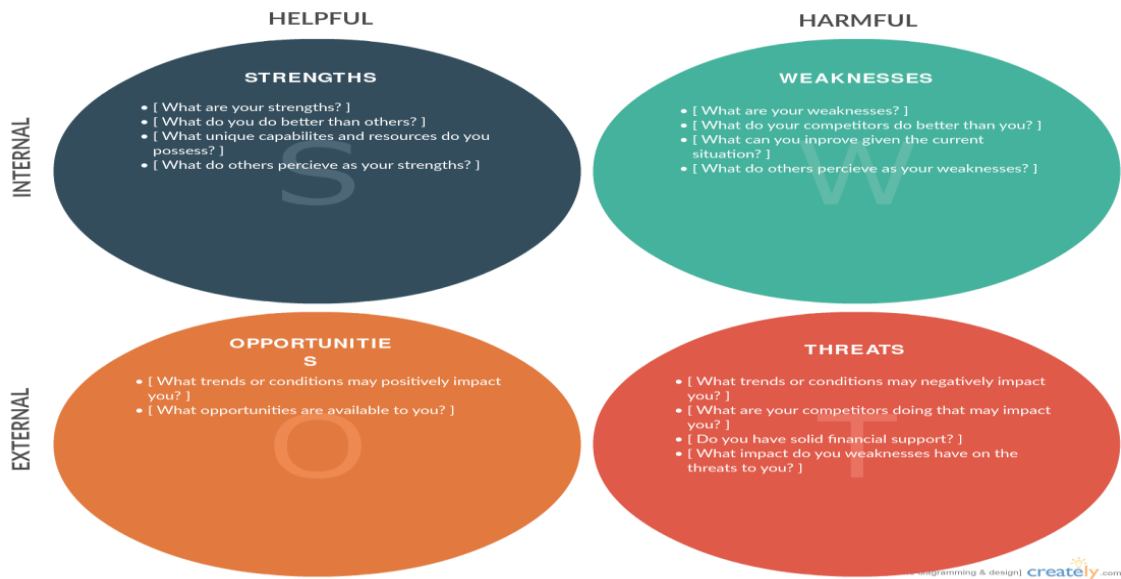 HELPFUL
HARMFUL
INTERNAL
STRENGTHS
• [ What are your strengths? ]
• [ What do you do better than others? ]
• [ What unique capabilites and resources do you
possess? ]
• [ What do others percieve as your strengths? ]
S
WEAKNESSES
• [ What are your weaknesses? ]
• [ What do your competitors do better than you? ]
• [ What can you inprove given the current
situation? ]
• [ What do others percieve as your weaknesses? ]
W
EXTERNAL
OPPORTUNITIE
S
• [ What trends or conditions may positively impact
you? ]
• [ What opportunities are available to you? ]
O
THREATS
• [ What trends or conditions may negatively impact
you? ]
• [ What are your competitors doing that may impact
you? ]
• [ Do you have solid financial support? ]
• [ What impact do you weaknesses have on the
threats to you? ]
T
diagramming & design] creately.com